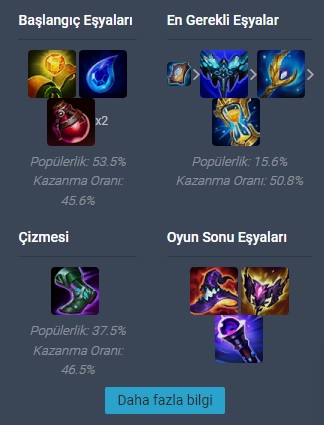 Başlangıç Eşyaları
x2
Popülerlik: 53.5%
Kazanma Oranı:
45.6%
En Gerekli Eşyalar
Popülerlik: 15.6%
Kazanma Oranı: 50.8%
Çizmesi
Popülerlik: 37.5%
Kazanma Oranı:
46.5%
Oyun Sonu Eşyaları
Daha fazla bilgi